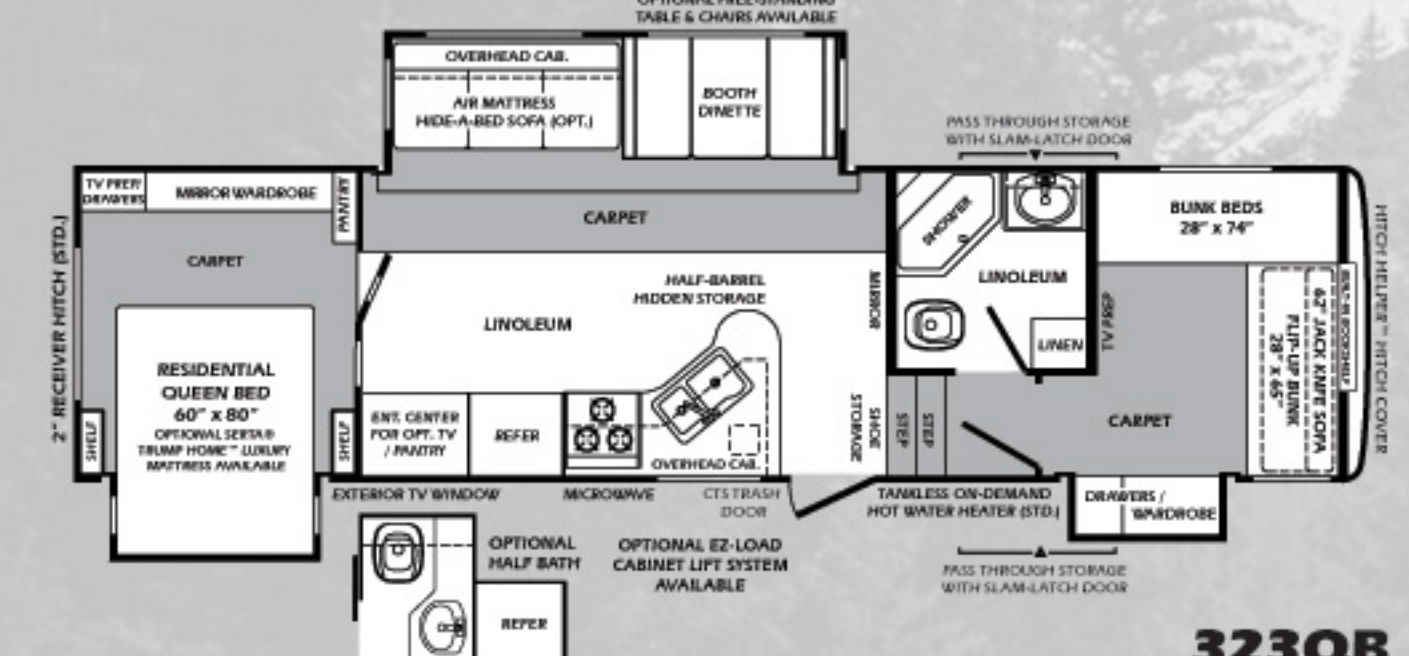 OPTIONAL FREE-STANDING
TABLE & CHAIRS AVAILABLE
OVERHEAD CAB.
AIR MATTRESS
HIDE-A-BED SOFA (OPT.)
BOOTH
DINETTE
PASS THROUGH STORAGE
WITH SLAM-LATCH DOOR
TV PREP/
DRAWERS
MIRROR WARDROBE
PANTRY
CARPET
CARPET
SHOWER
LINOLEUM
BUNK BEDS
28" x 74"
2" RECEIVER HITCH (STD.)
HITCH HELPER™ HITCH COVER
HALF-BARREL
HIDDEN STORAGE
MIRROR
LINOLEUM
LINEN
TV PREP
BUILT-IN BOOKSHELF
62" JACK KNIFE SOFA
FLIP-UP BUNK
28" x 65"
RESIDENTIAL
QUEEN BED
60" x 80"
OPTIONAL SERTA®
TRUMP HOME™ LUXURY
MATTRESS AVAILABLE
SHELF
SHELF
ENT. CENTER
FOR OPT. TV
/ PANTRY
REFER
OVERHEAD CAB.
SHOE
STORAGE
STEP
STEP
CARPET
EXTERIOR TV WINDOW
MICROWAVE
CTS TRASH
DOOR
TANKLESS ON-DEMAND
HOT WATER HEATER (STD.)
DRAWERS /
WARDROBE
OPTIONAL
HALF BATH
OPTIONAL EZ-LOAD
CABINET LIFT SYSTEM
AVAILABLE
PASS THROUGH STORAGE
WITH SLAM-LATCH DOOR
REFER
323QB